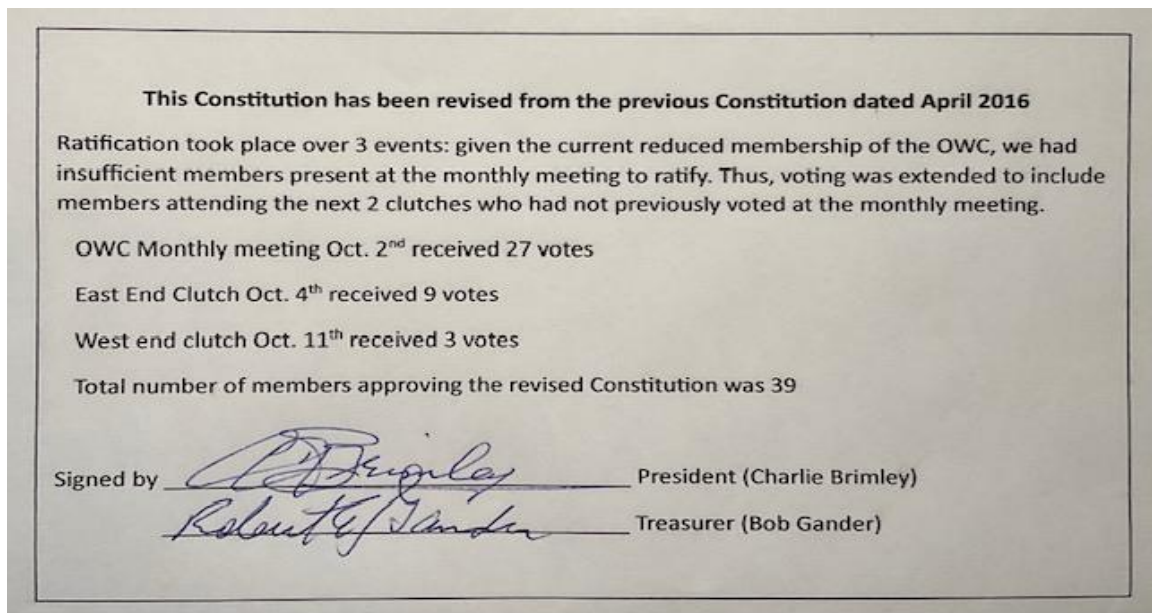 This Constitution has been revised from the previous Constitution dated April 2016
Ratification took place over 3 events: given the current reduced membership of the OWC, we had
insufficient members present at the monthly meeting to ratify. Thus, voting was extended to include
members attending the next 2 clutches who had not previously voted at the monthly meeting.
OWC Monthly meeting Oct. 2nd received 27 votes
East End Clutch Oct. 4th received 9 votes
West end clutch Oct. 11th received 3 votes
Total number of members approving the revised Constitution was 39
Signed by Brimley President (Charlie Brimley)
Robert Gander Treasurer (Bob Gander)